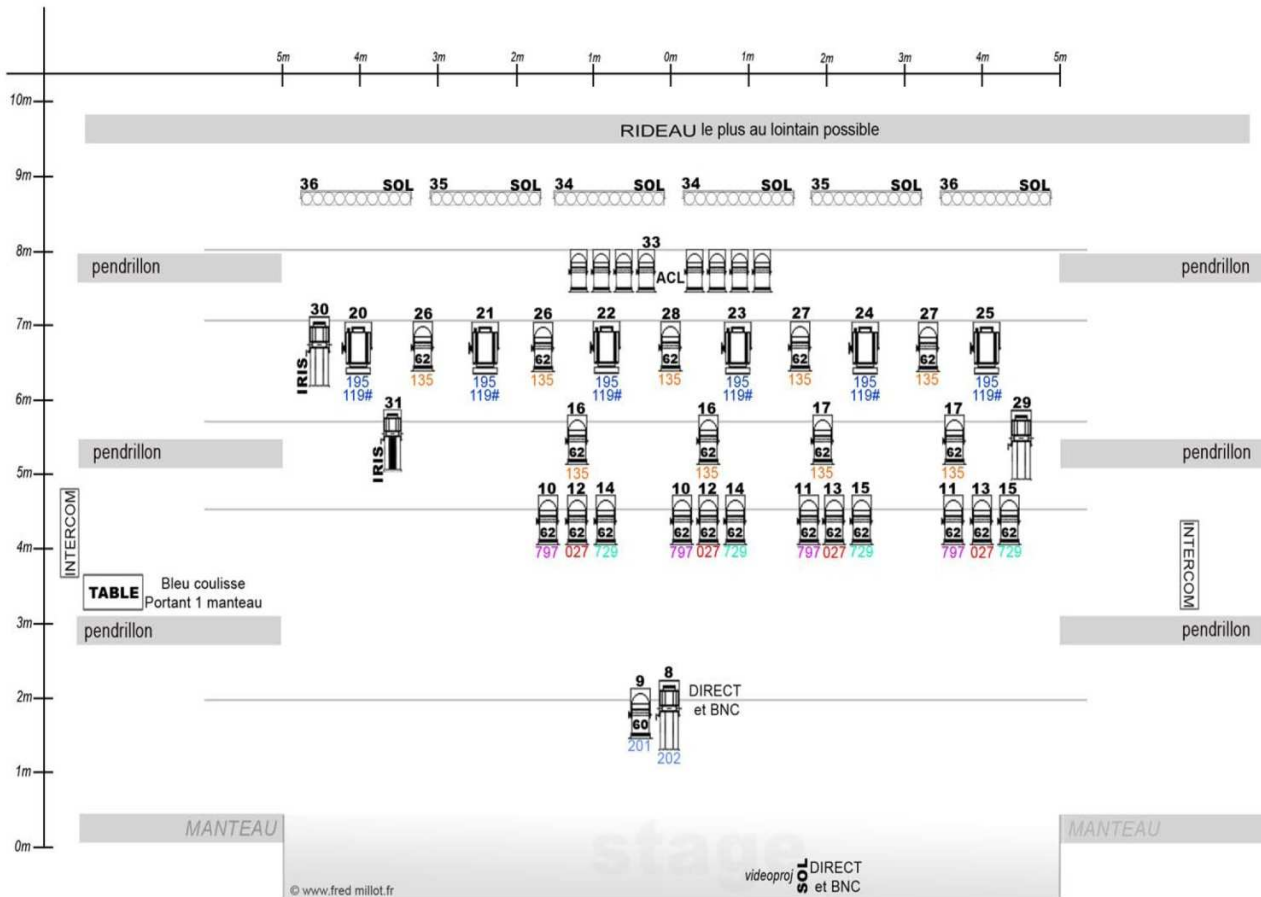 5m 4m 3m 2m 1m 0m 1m 2m 3m 4m 5m
10m
RIDEAU le plus au lointain possible
9m
36 SOL 35 SOL 34 SOL 34 SOL 35 SOL 36 SOL
8m
33
pendrillon ACL pendrillon
7m
30 20 26 21 26 22 28 23 27 24 27 25
62 62 62 62 62
IRIS
195 135 195 135 195 135 195 135 195 135 195
119# 119# 119# 119# 119# 119#
6m
31 16 16 17 17 29
62 62 62 62
IRIS
pendrillon pendrillon
135 135 135 135
5m
10 12 14 10 12 14 11 13 15 11 13 15
62 62 62 62 62 62 62 62 62 62 62 62
797 027 729 797 027 729 797 027 729 797 027 729
4m
INTERCOM INTERCOM
TABLE
Bleu coulisse
Portant 1 manteau
3m
pendrillon pendrillon
2m
9 8 DIRECT
et BNC
60
201 202
1m
MANTEAU MANTEAU
0m
stage
videoproj SOL DIRECT
et BNC
© www.fred millot.fr